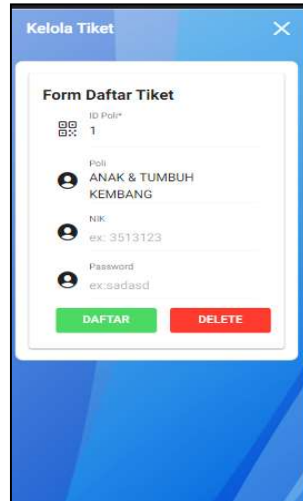 Kelola Tiket
Form Daftar Tiket
ID Poli*
1
Poli
ANAK & TUMBUH
KEMBANG
NIK
ex: 3513123
Password
ex:sadasd
DAFTAR
DELETE